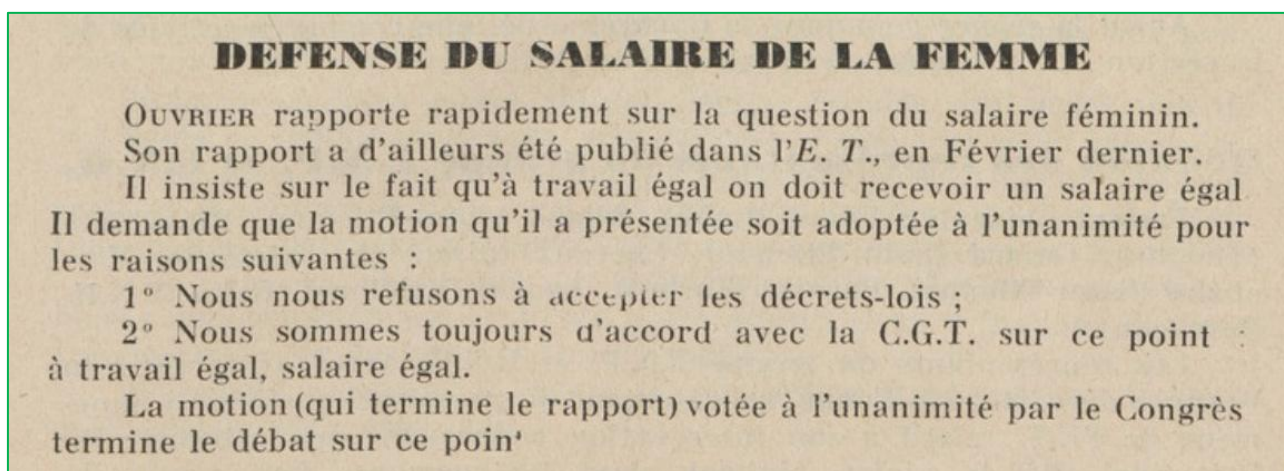 DEFENSE DU SALAIRE DE LA FEMME
OUVRIER rapporte rapidement sur la question du salaire féminin.
Son rapport a d'ailleurs été publié dans l'E. T., en Février dernier.
Il insiste sur le fait qu'à travail égal on doit recevoir un salaire égal
Il demande que la motion qu'il a présentée soit adoptée à l'unanimité pour
les raisons suivantes :
1° Nous nous refusons à accepter les décrets-lois ;
2° Nous sommes toujours d'accord avec la C.G.T. sur ce point :
à travail égal, salaire égal.
La motion (qui termine le rapport) votée à l'unanimité par le Congrès
termine le débat sur ce poin'